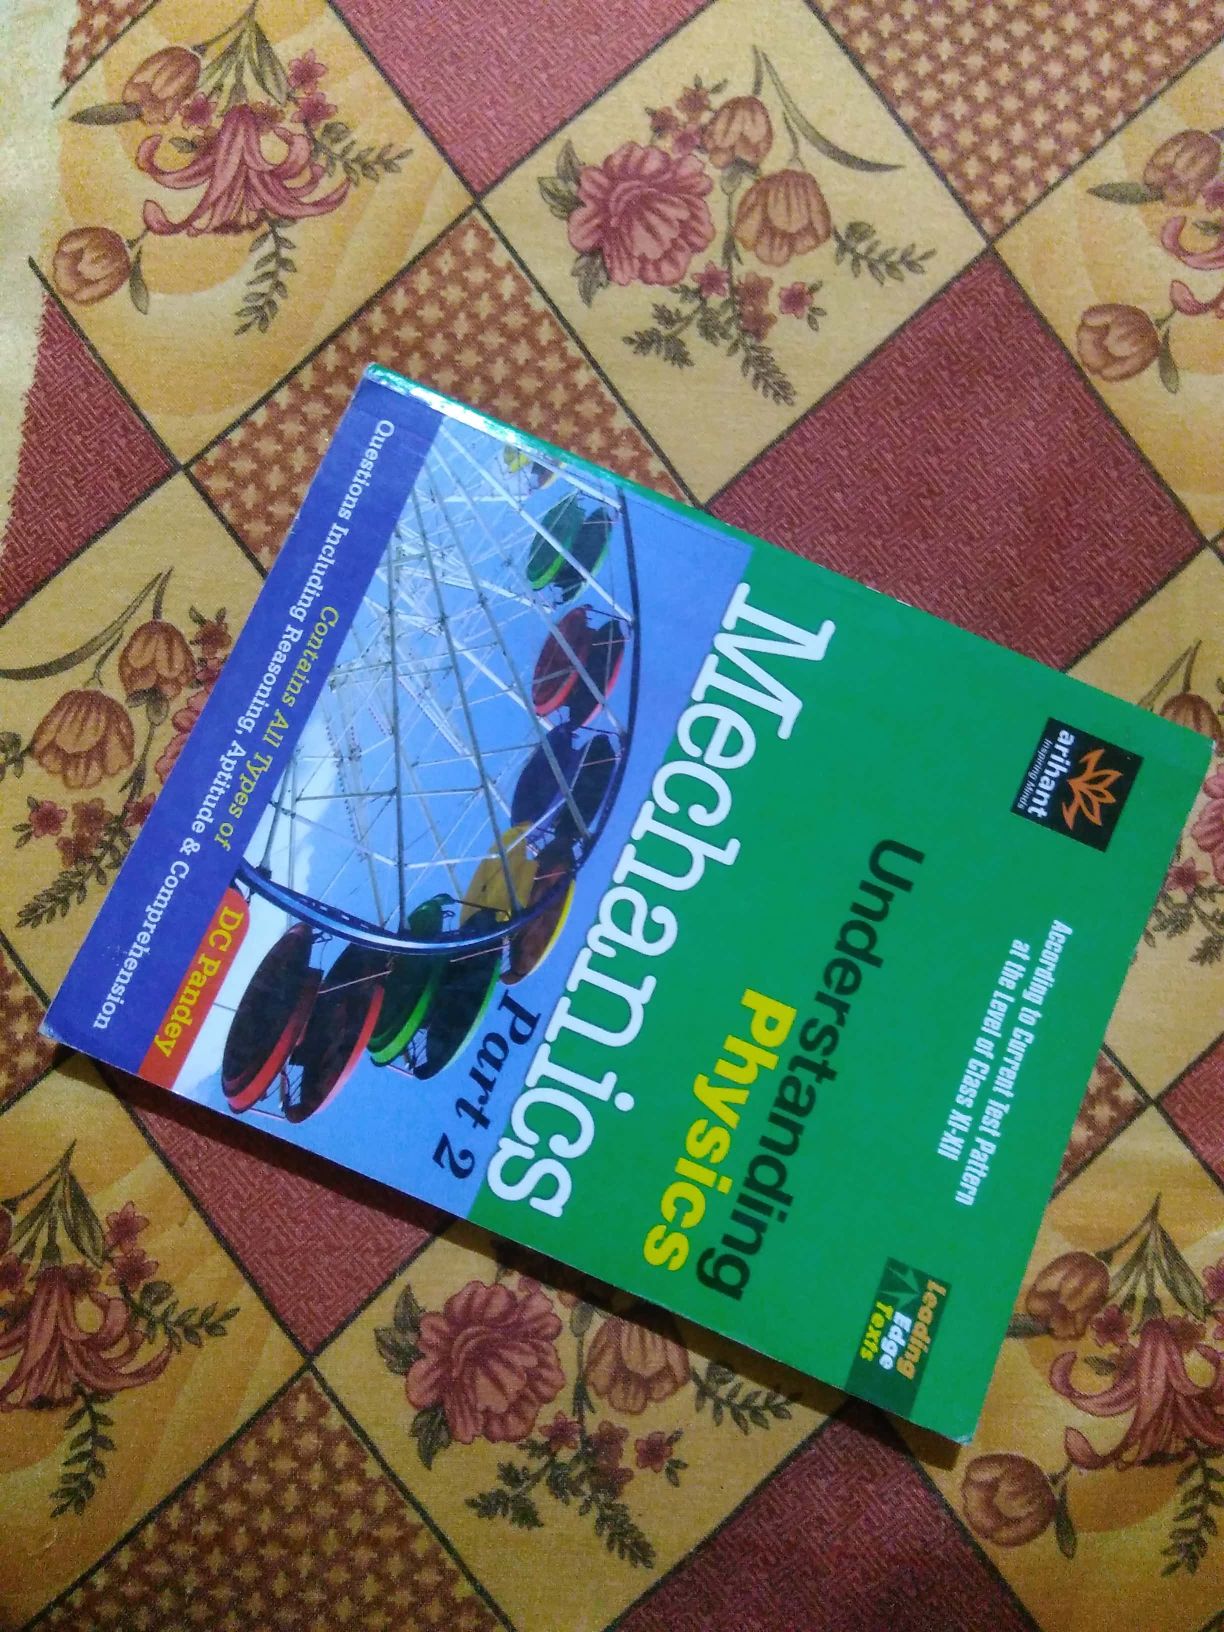 arihant
Inspiring Minds
According to Current Test Pattern
at the Level of Class XI-XII
Leading
Edge
Texts
Understanding
Physics
Mechanics
Part 2
DC Pandey
Contains All Types of
Questions Including Reasoning, Aptitude & Comprehension